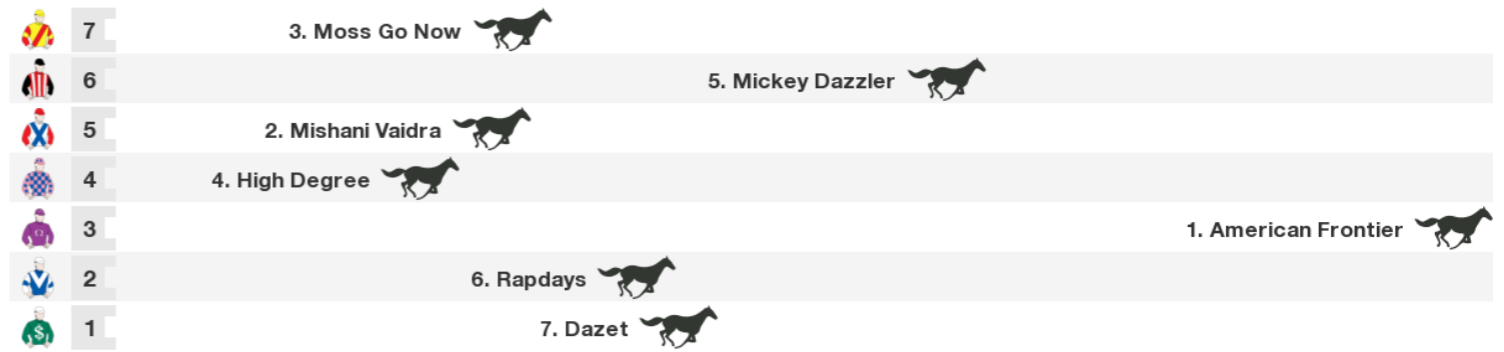 7 3. Moss Go Now
6 5. Mickey Dazzler
5 2. Mishani Vaidra
4 4. High Degree
3 1. American Frontier
2 6. Rapdays
1 7. Dazet
$